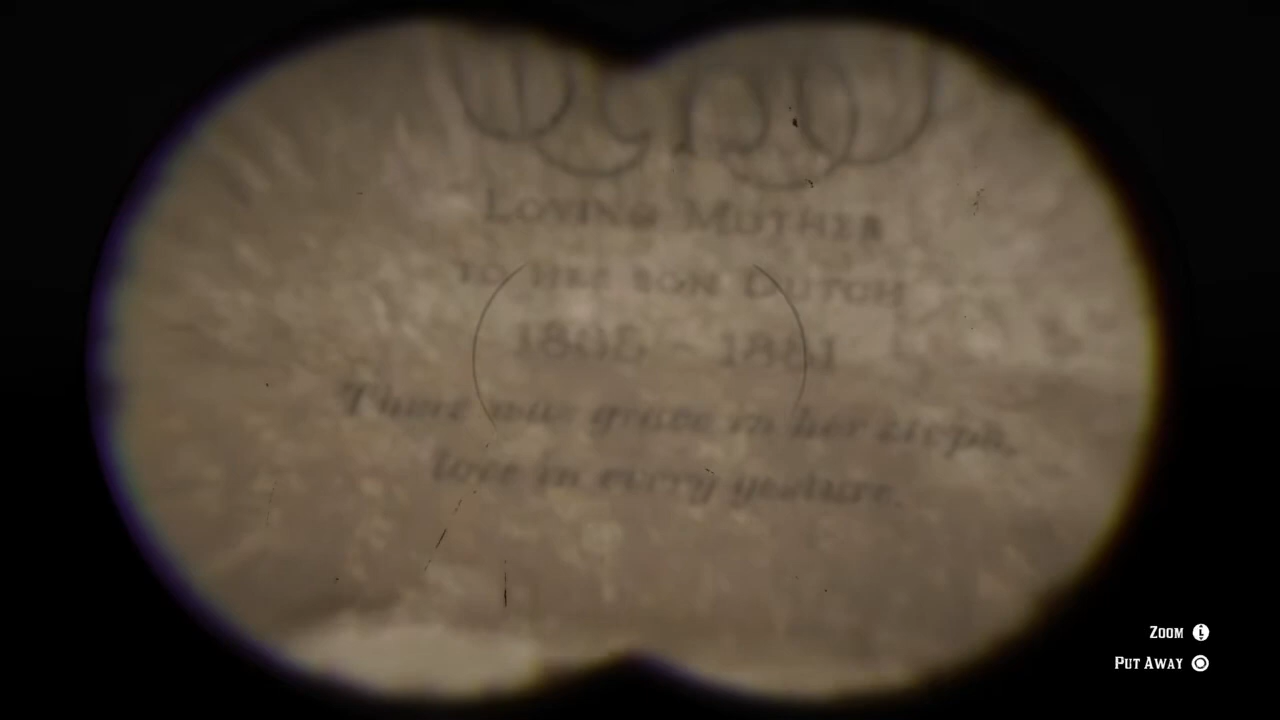 LOVING MOTHER
TO HER SON DUTCH
There was grace in her steps,
love in every gesture.
ZOOM L
PUT AWAY